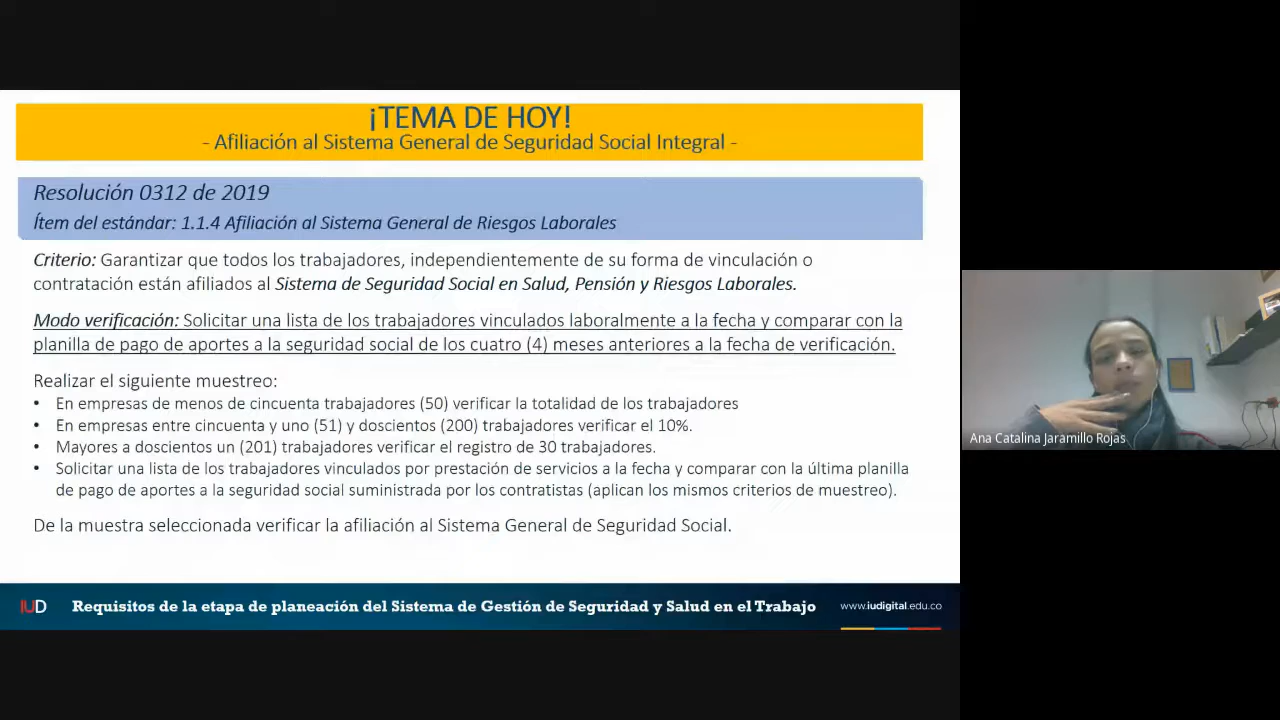 ¡TEMA DE HOY!
- Afiliación al Sistema General de Seguridad Social Integral -
Resolución 0312 de 2019
Ítem del estándar: 1.1.4 Afiliación al Sistema General de Riesgos Laborales
Criterio: Garantizar que todos los trabajadores, independientemente de su forma de vinculación o
contratación están afiliados al Sistema de Seguridad Social en Salud, Pensión y Riesgos Laborales.
Modo verificación: Solicitar una lista de los trabajadores vinculados laboralmente a la fecha y comparar con la
planilla de pago de aportes a la seguridad social de los cuatro (4) meses anteriores a la fecha de verificación.
Realizar el siguiente muestreo:
• En empresas de menos de cincuenta trabajadores (50) verificar la totalidad de los trabajadores
• En empresas entre cincuenta y uno (51) y doscientos (200) trabajadores verificar el 10%.
• Mayores a doscientos un (201) trabajadores verificar el registro de 30 trabajadores.
• Solicitar una lista de los trabajadores vinculados por prestación de servicios a la fecha y comparar con la última planilla
de pago de aportes a la seguridad social suministrada por los contratistas (aplican los mismos criterios de muestreo).
De la muestra seleccionada verificar la afiliación al Sistema General de Seguridad Social.
IUD Requisitos de la etapa de planeación del Sistema de Gestión de Seguridad y Salud en el Trabajo www.iudigital.edu.co
Ana Catalina Jaramillo Rojas